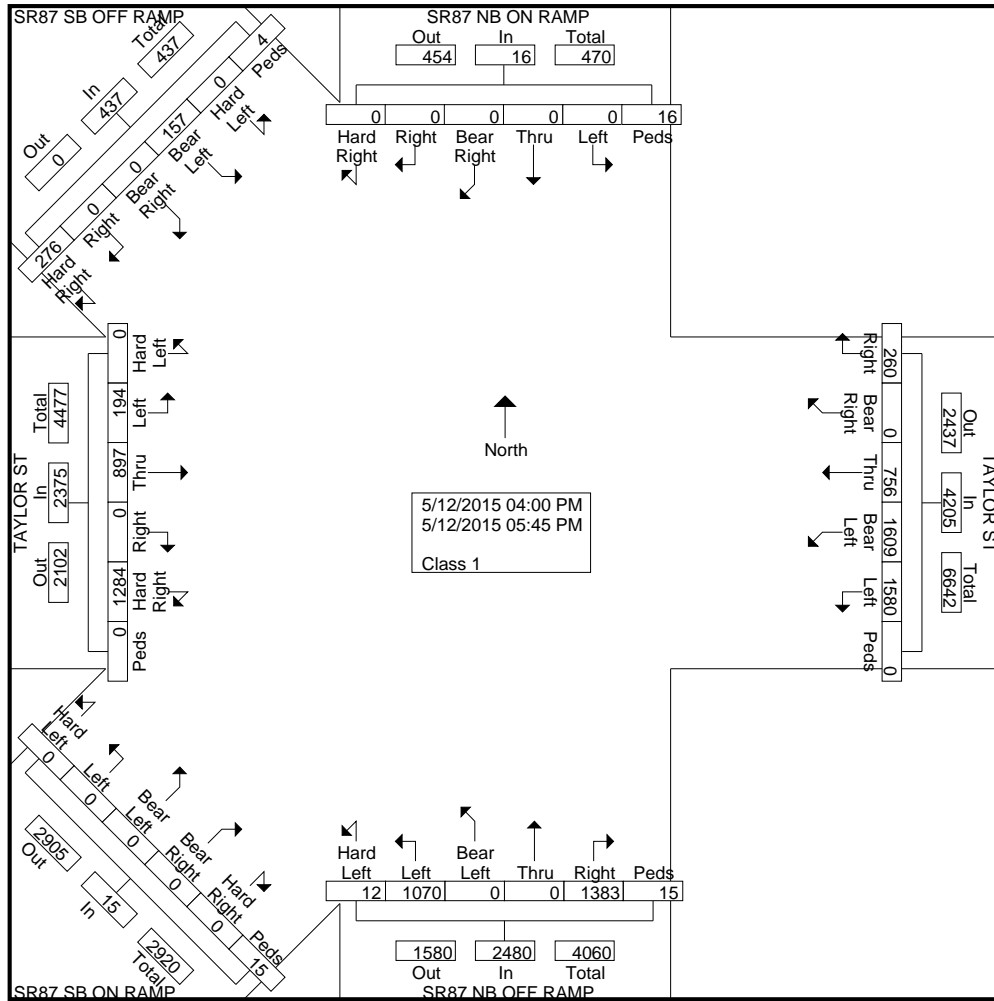 SR87 SB OFF RAMP
Out In Total
0 437 437
276 0 0 157 0 4
Hard Right
Right
Bear Right
Bear Left
Hard Left
Peds
SR87 NB ON RAMP
Out In Total
454 16 470
0 0 0 0 0 16
Hard Right
Right
Bear Right
Thru
Left
Peds
TAYLOR ST
Out In Total
2102 2375 4477
0 194 897 0 1284 0
Hard Left
Left
Thru
Right
Hard Right
Peds
North
5/12/2015 04:00 PM
5/12/2015 05:45 PM
Class 1
TAYLOR ST
Out In Total
2437 4205 6642
260 0 756 1609 1580 0
Right
Bear Right
Thru
Bear Left
Left
Peds
SR87 SB ON RAMP
Out In Total
2905 15 2920
0 0 0 0 0 15
Hard Left
Left
Bear Left
Bear Right
Hard Right
Peds
Hard Left
Left
Bear Left
Thru
Right
Peds
12 1070 0 0 1383 15
1580 2480 4060
Out In Total
SR87 NB OFF RAMP